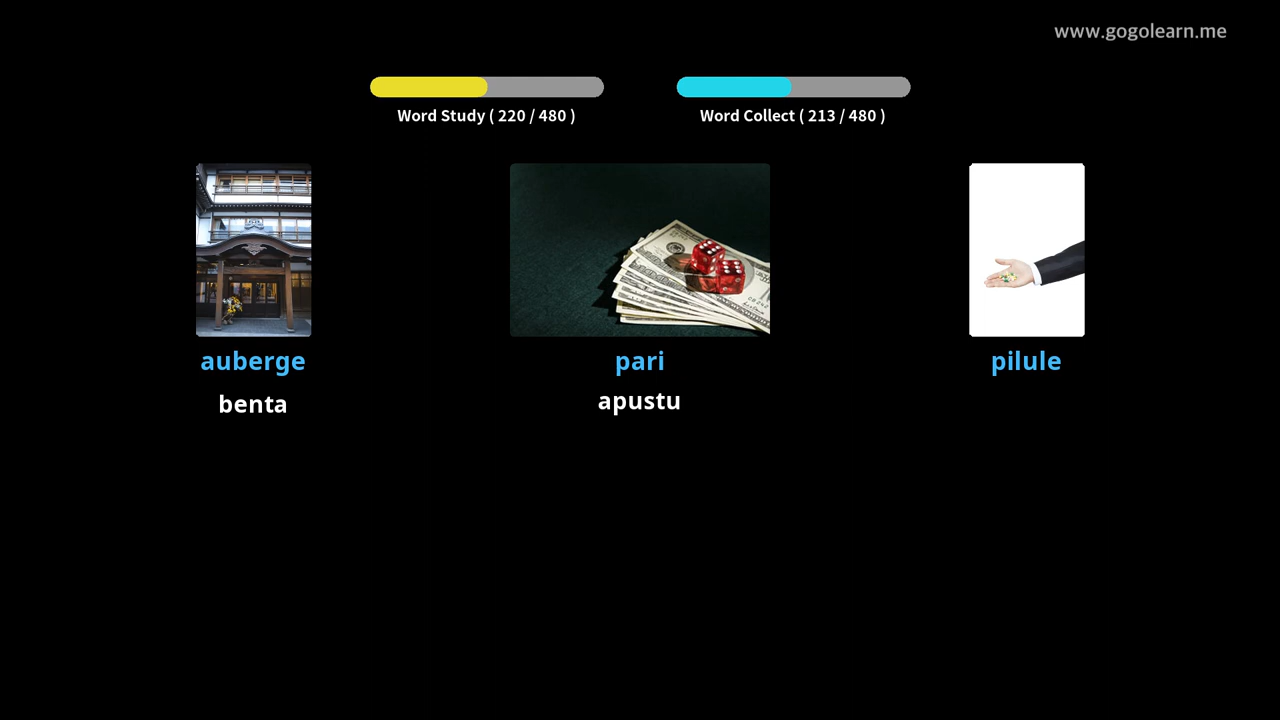 www.gogolearn.me
Word Study ( 220 / 480 )
Word Collect ( 213 / 480 )
auberge
pari
pilule
benta
apustu